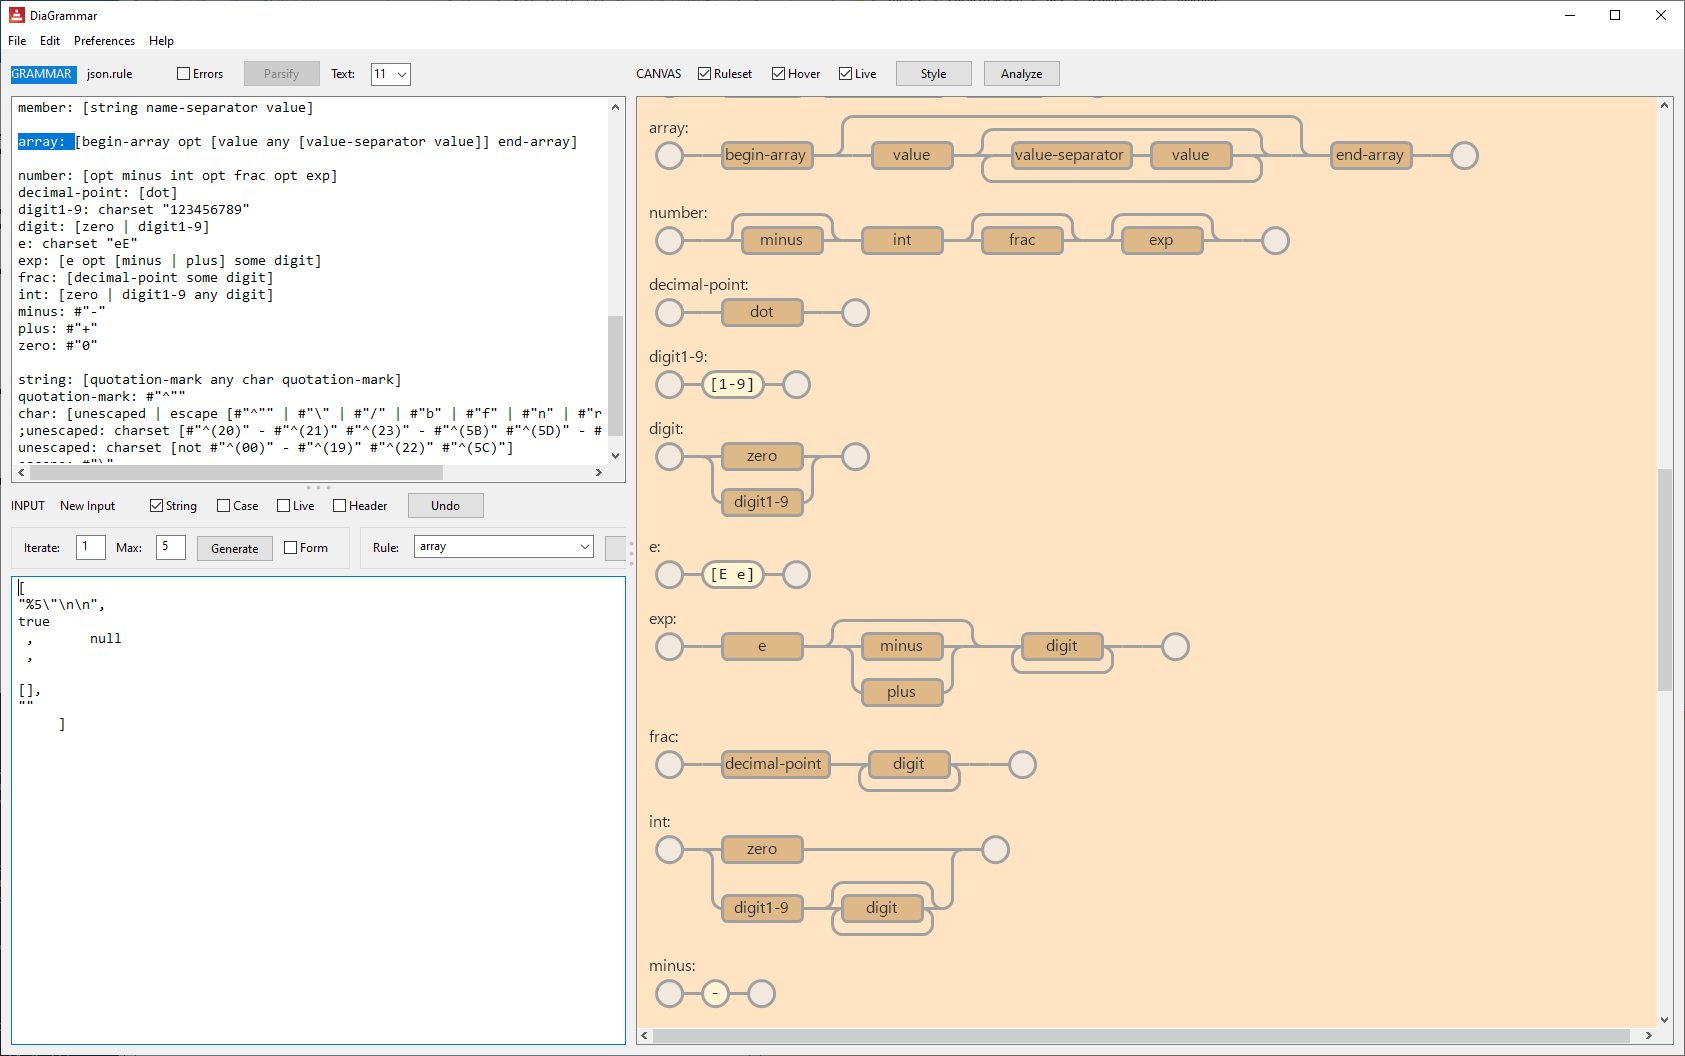 DiaGrammar
File Edit Preferences Help
GRAMMAR json.rule Errors Parsify Text: 11
member: [string name-separator value]
array: [begin-array opt [value any [value-separator value]] end-array]
number: [opt minus int opt frac opt exp]
decimal-point: [dot]
digit1-9: charset "123456789"
digit: [zero | digit1-9]
e: charset "eE"
exp: [e opt [minus | plus] some digit]
frac: [decimal-point some digit]
int: [zero | digit1-9 any digit]
minus: #"-"
plus: #"+"
zero: #"0"
string: [quotation-mark any char quotation-mark]
quotation-mark: #"^""
char: [unescaped | escape [#"^"" | #"\" | #"/" | #"b" | #"f" | #"n" | #"r
;unescaped: charset [#"^(20)" - #"^(21)" #"^(23)" - #"^(5B)" #"^(5D)" - #
unescaped: charset [not #"^(00)" - #"^(19)" #"^(22)" #"^(5C)"]
INPUT New Input String Case Live Header Undo
Iterate: 1 Max: 5 Generate Form Rule: array
[
"%5\"\n\n",
true
, null
,
[],
""
]
CANVAS Ruleset Hover Live Style Analyze
array:
begin-array value value-separator value end-array
number:
minus int frac exp
decimal-point:
dot
digit1-9:
[1-9]
digit:
zero
digit1-9
e:
[E e]
exp:
e minus digit
plus
frac:
decimal-point digit
int:
zero
digit1-9 digit
minus:
-